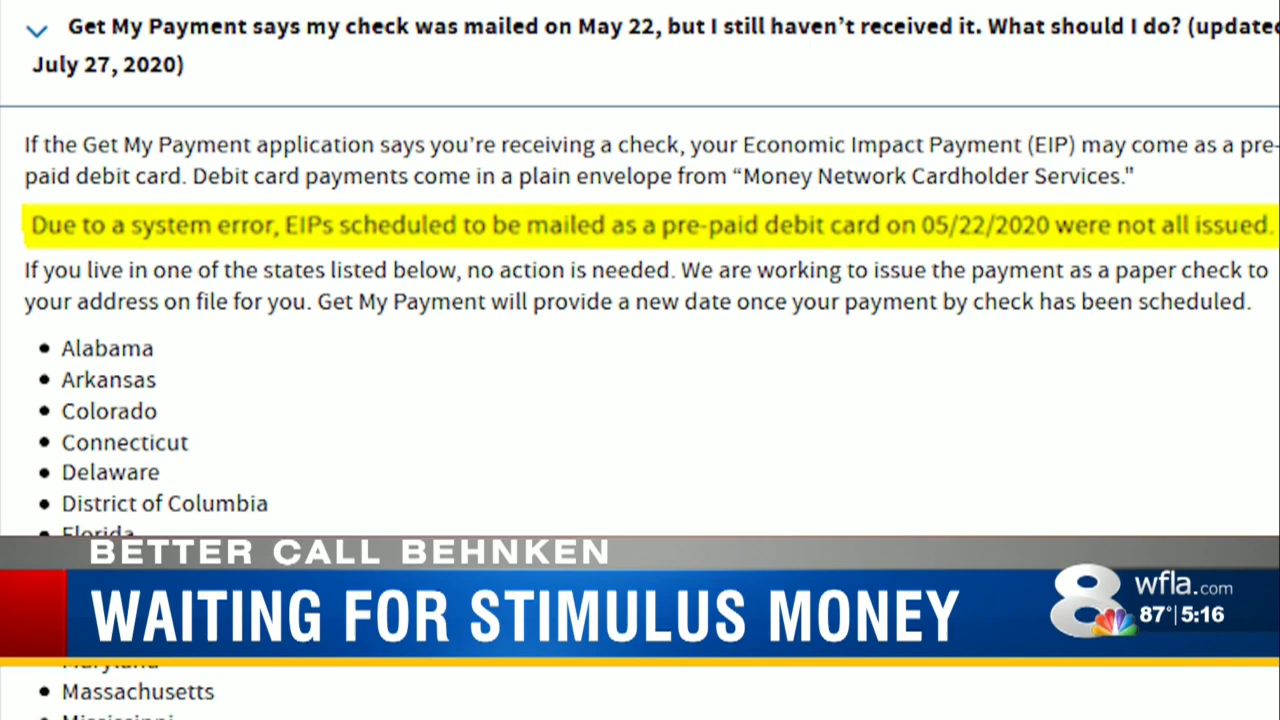 Get My Payment says my check was mailed on May 22, but I still haven't received it. What should I do? (updated
July 27, 2020)
If the Get My Payment application says you're receiving a check, your Economic Impact Payment (EIP) may come as a pre-
paid debit card. Debit card payments come in a plain envelope from “Money Network Cardholder Services."
Due to a system error, EIPs scheduled to be mailed as a pre-paid debit card on 05/22/2020 were not all issued.
If you live in one of the states listed below, no action is needed. We are working to issue the payment as a paper check to
your address on file for you. Get My Payment will provide a new date once your payment by check has been scheduled.
• Alabama
• Arkansas
• Colorado
• Connecticut
• Delaware
• District of Columbia
• Florida
BETTER CALL BEHNKEN
WAITING FOR STIMULUS MONEY
8 wfla.com
87° | 5:16
Maryland
• Massachusetts
Mississippi